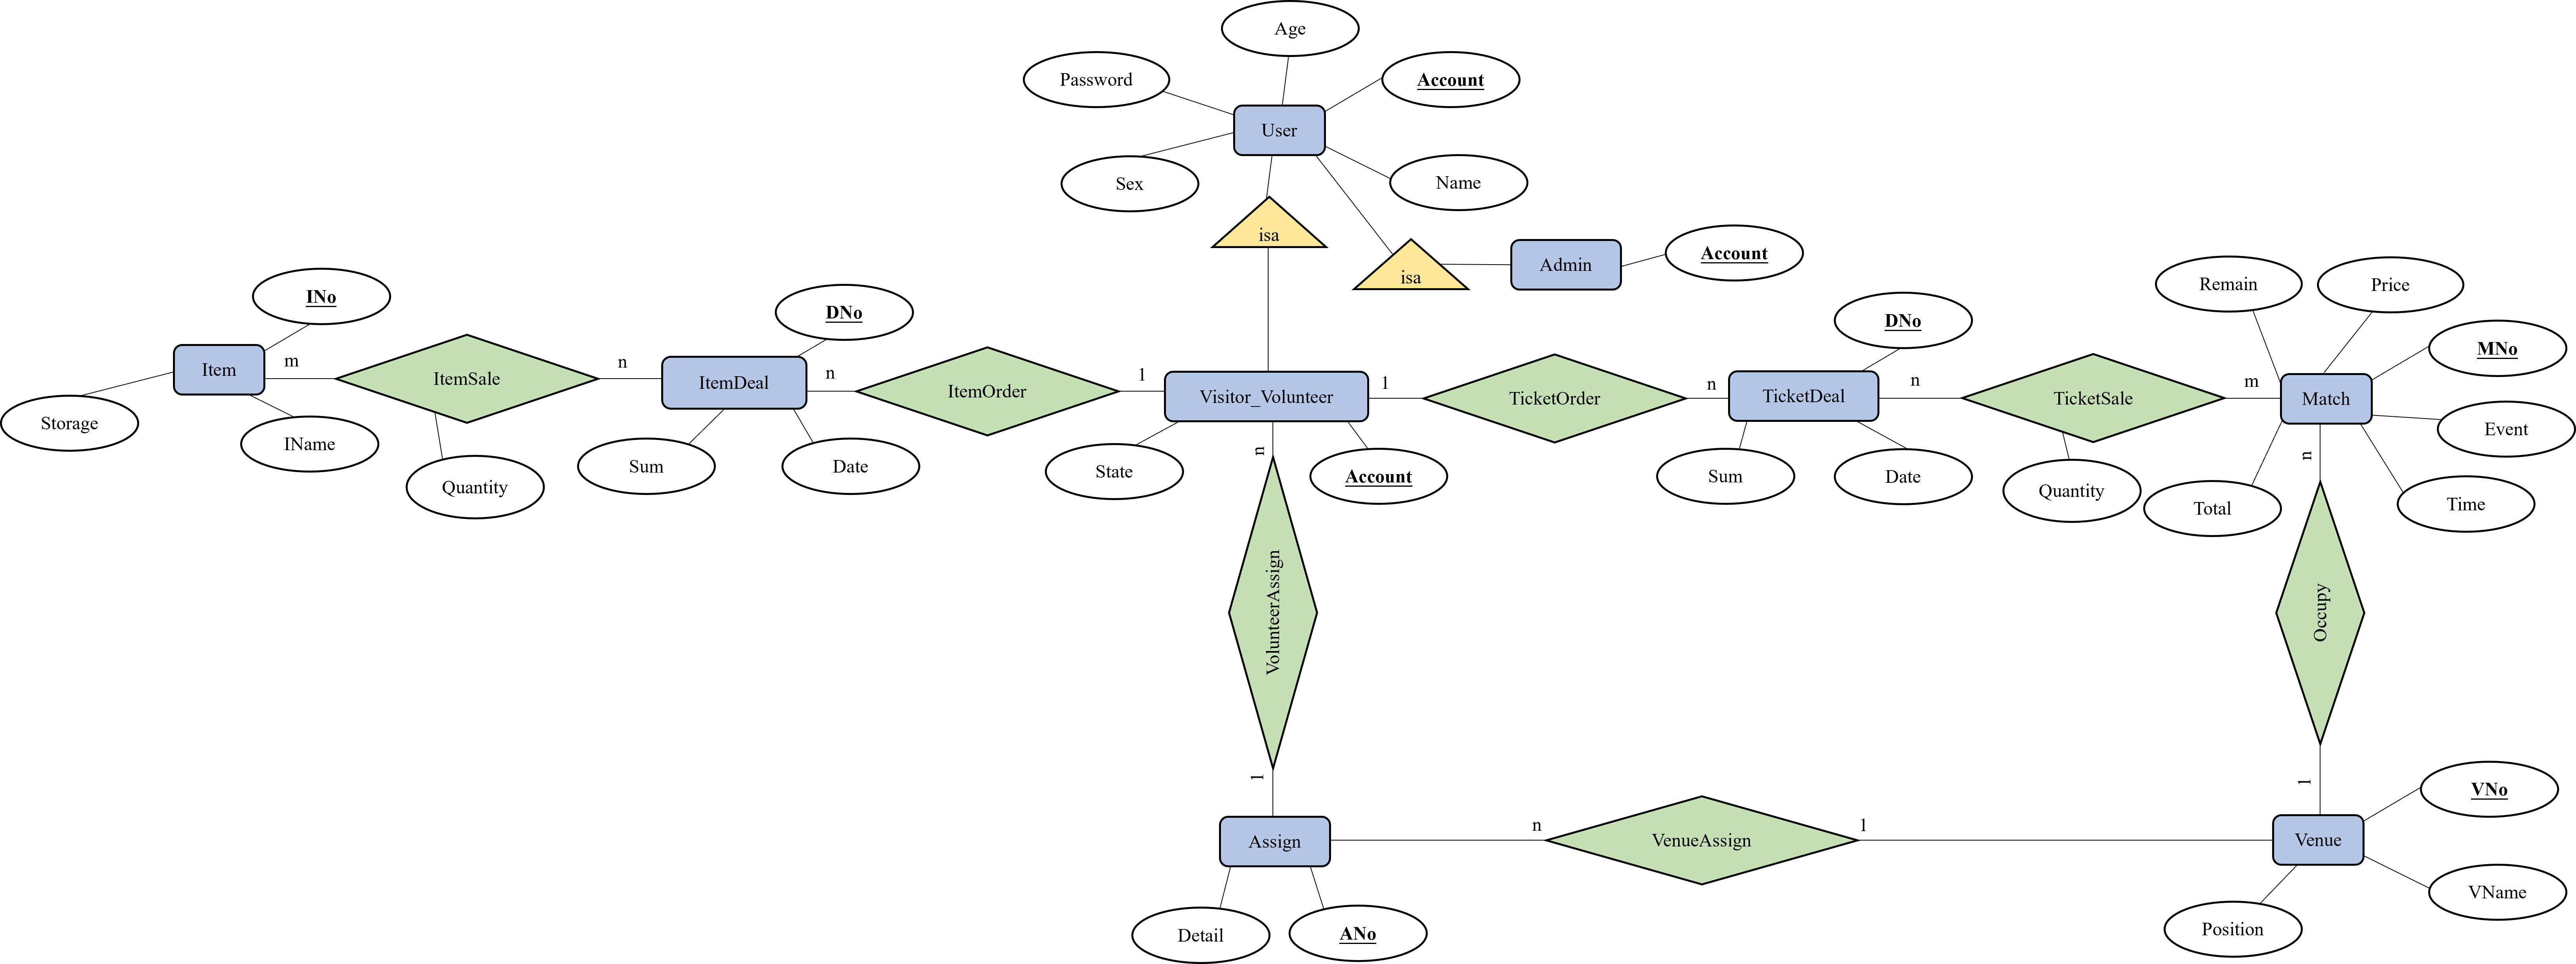 Age
Password
Account
User
Sex
Name
isa
isa
Admin
Account
INo
DNo
DNo
Remain
Price
MNo
Item
m
ItemSale
n
ItemDeal
n
ItemOrder
1
Visitor_Volunteer
1
TicketOrder
n
TicketDeal
n
TicketSale
m
Match
Storage
IName
Quantity
Sum
Date
State
Account
Sum
Date
Quantity
Total
Time
Event
n
n
VolunteerAssign
Occupy
1
1
Assign
n
VenueAssign
1
Venue
VNo
VName
Position
Detail
ANo